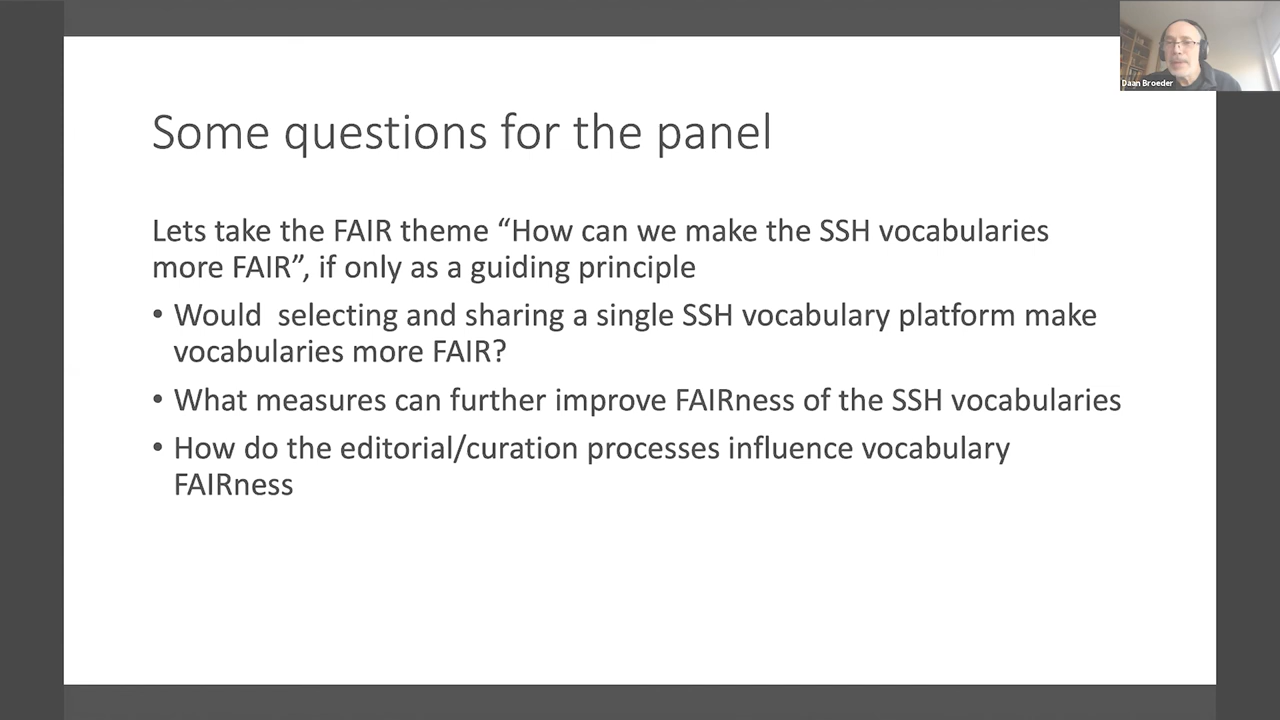 Daan Broeder
Some questions for the panel
Lets take the FAIR theme “How can we make the SSH vocabularies
more FAIR”, if only as a guiding principle
• Would  selecting and sharing a single SSH vocabulary platform make
vocabularies more FAIR?
• What measures can further improve FAIRness of the SSH vocabularies
• How do the editorial/curation processes influence vocabulary
FAIRness